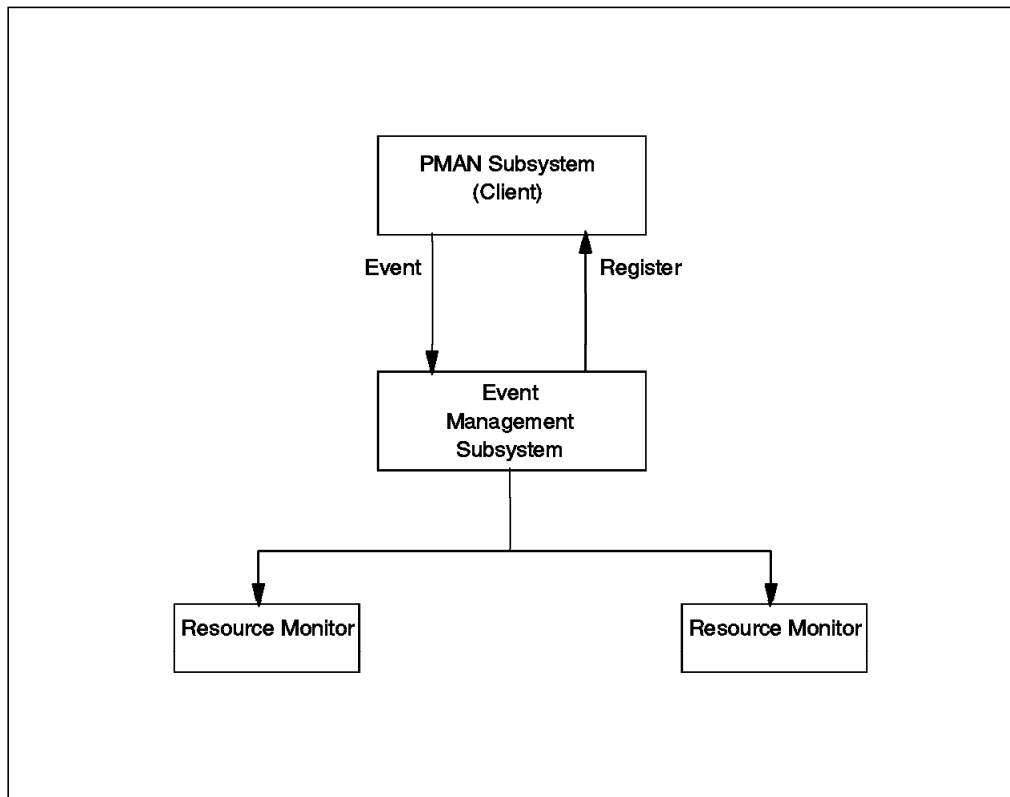 PMAN Subsystem
(Client)
Event
Register
Event
Management
Subsystem
Resource Monitor
Resource Monitor